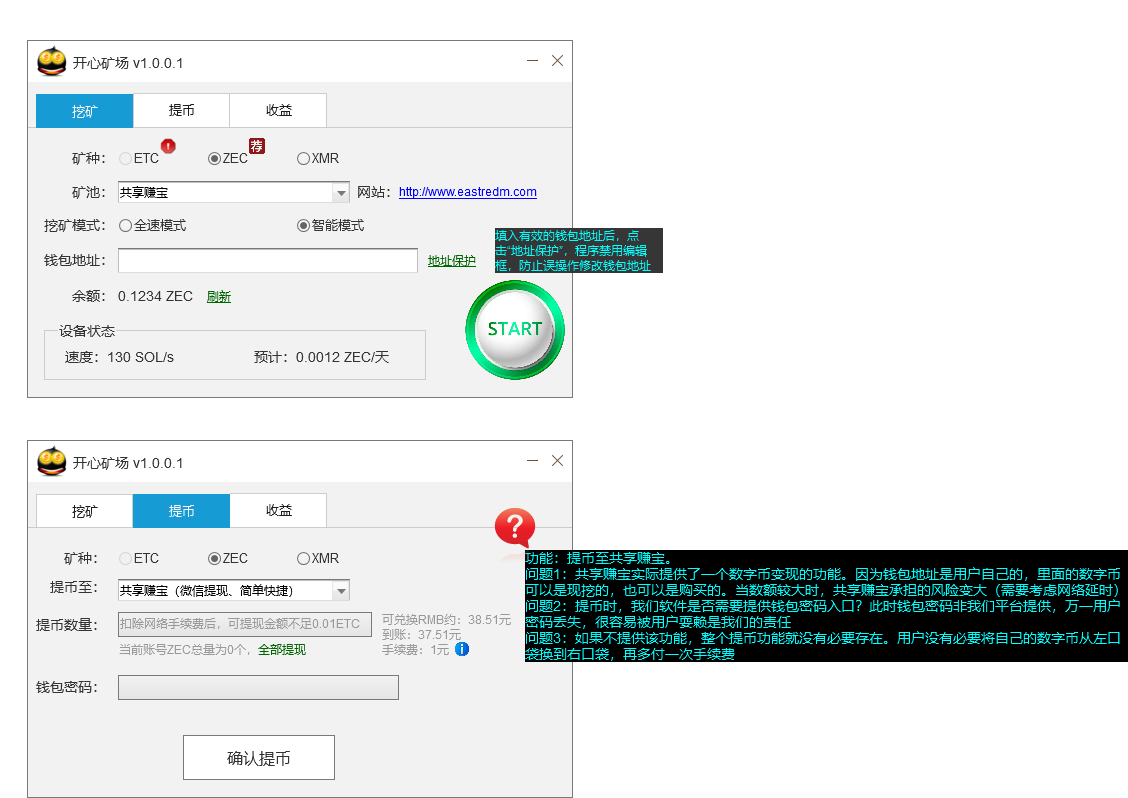 开心矿场 v1.0.0.1
挖矿 提币 收益
矿种： ETC ! ZEC 荐 XMR
矿池： 共享赚宝 网站：http://www.eastredm.com
挖矿模式： 全速模式 智能模式
填入有效的钱包地址后，点
击“地址保护”，程序禁用编辑
框，防止误操作修改钱包地址
钱包地址： 地址保护
余额： 0.1234 ZEC 刷新
START
设备状态
速度：130 SOL/s 预计：0.0012 ZEC/天
开心矿场 v1.0.0.1
挖矿 提币 收益
?
矿种： ETC ZEC XMR
提币至： 共享赚宝（微信提现、简单快捷）
提币数量： 扣除网络手续费后，可提现金额不足0.01ETC
可兑换RMB约：38.51元
到账：37.51元
手续费：1元 i
当前账号ZEC总量为0个，全部提现
钱包密码：
确认提币
功能：提币至共享赚宝。
问题1：共享赚宝实际提供了一个数字币变现的功能。因为钱包地址是用户自己的，里面的数字币
可以是现挖的，也可以是购买的。当数额较大时，共享赚宝承担的风险变大（需要考虑网络延时）
问题2：提币时，我们软件是否需要提供钱包密码入口？此时钱包密码非我们平台提供，万一用户
密码丢失，很容易被用户耍赖是我们的责任
问题3：如果不提供该功能，整个提币功能就没有必要存在。用户没有必要将自己的数字币从左口
袋换到右口袋，再多付一次手续费